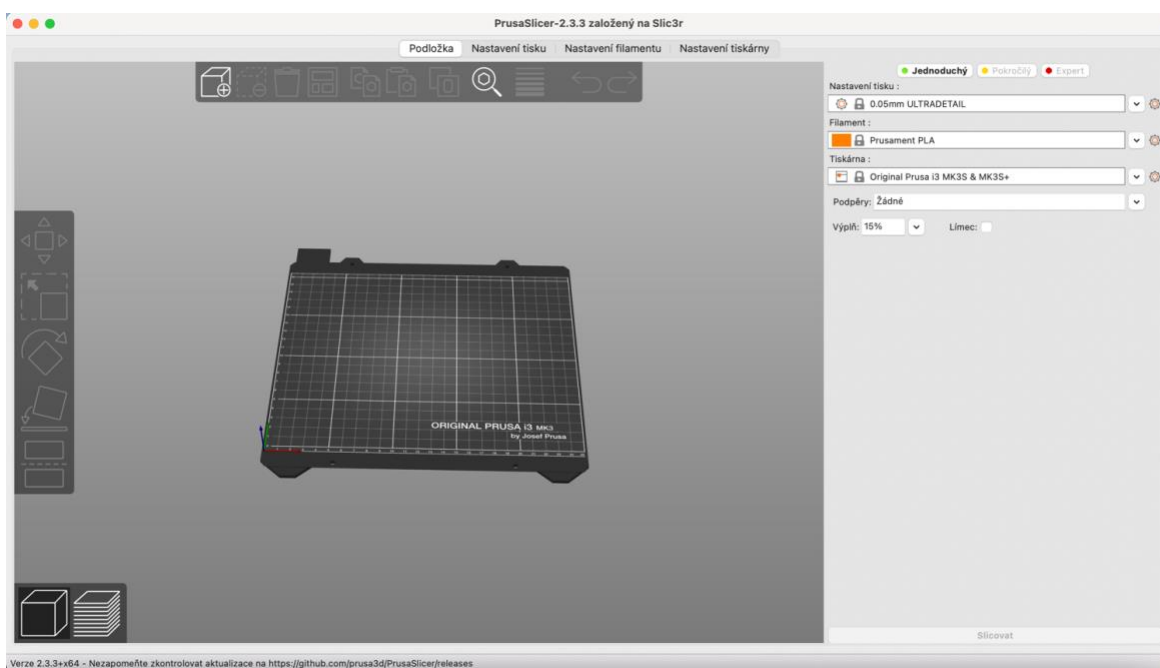 PrusaSlicer-2.3.3 založený na Slic3r
Podložka Nastavení tisku Nastavení filamentu Nastavení tiskárny
Jednoduchý Pokročilý Expert
Nastavení tisku :
0.05mm ULTRADETAIL
Filament :
Prusament PLA
Tiskárna :
Original Prusa i3 MK3S & MK3S+
Podpěry: Žádné
Výplň: 15% Límec:
ORIGINAL PRUSA i3 MK3
by Josef Prusa
Slicovat
Verze 2.3.3+x64 - Nezapomeňte zkontrolovat aktualizace na https://github.com/prusa3d/PrusaSlicer/releases